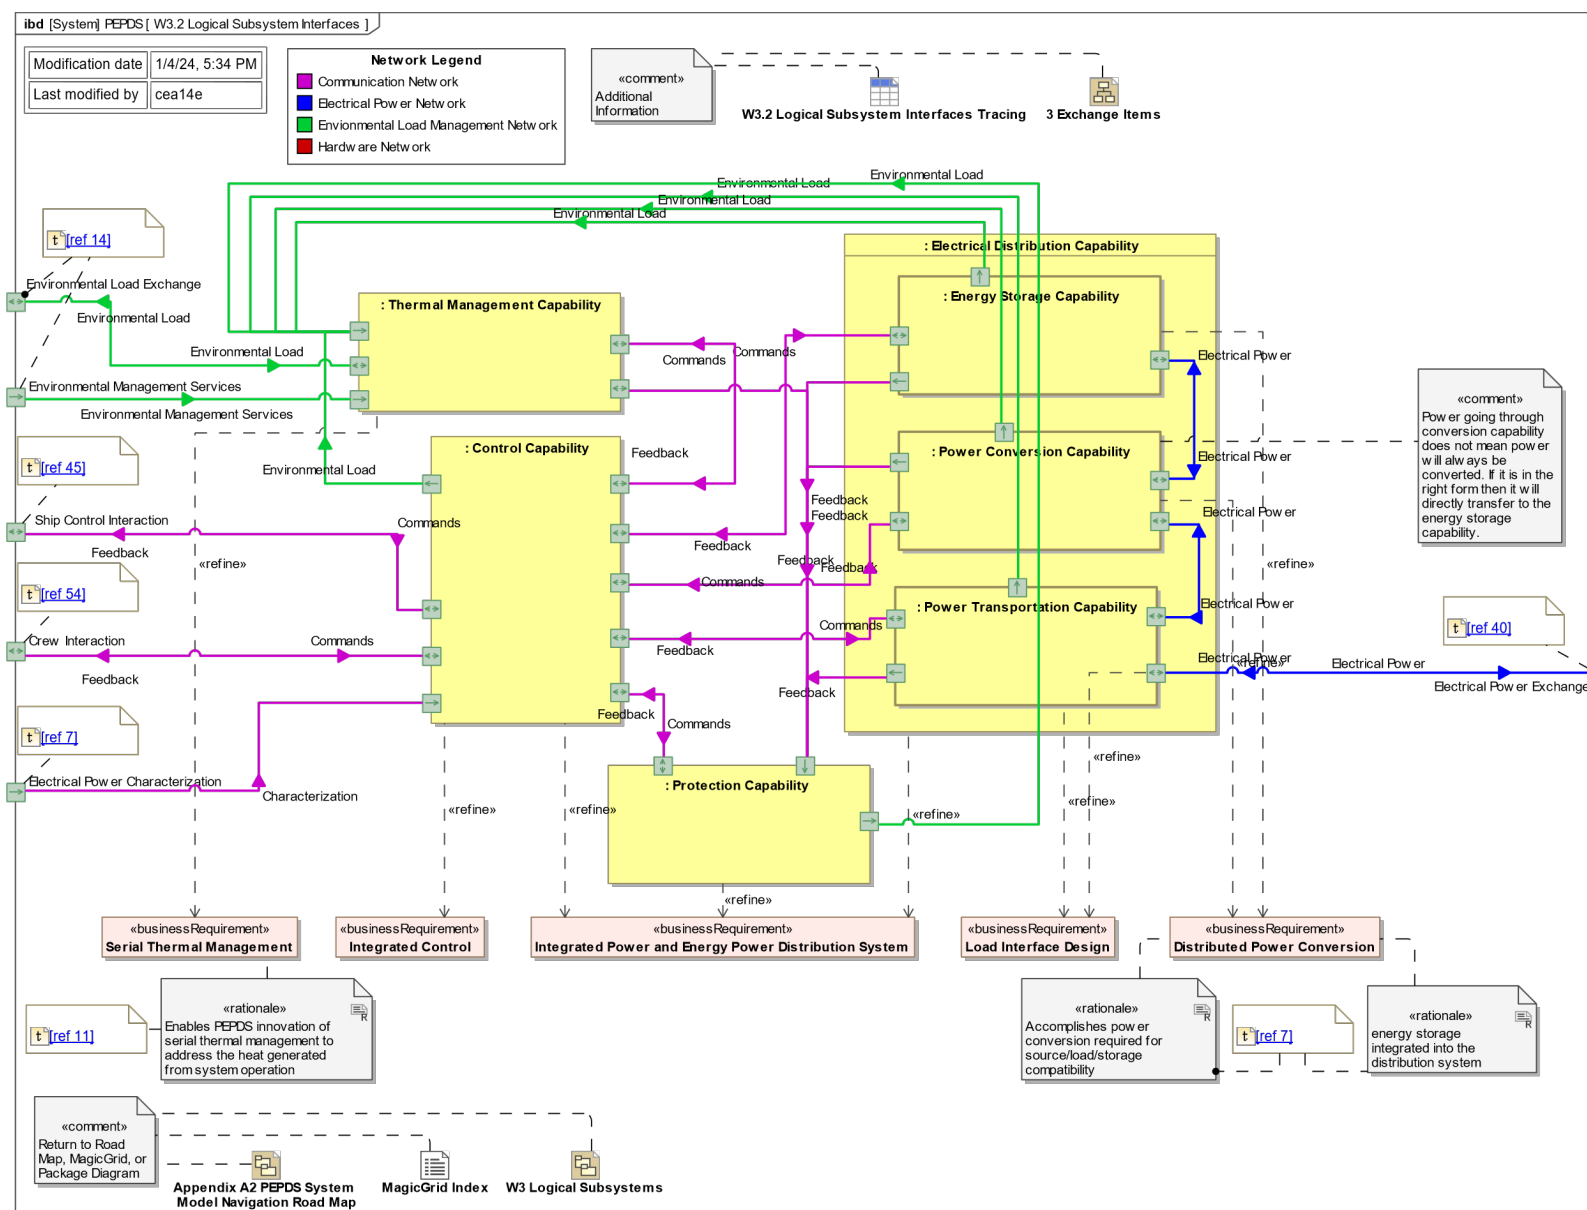 ibd [System] PEPDS [ W3.2 Logical Subsystem Interfaces ]
Modification date 1/4/24, 5:34 PM
Last modified by cea14e
Network Legend
Communication Network
Electrical Power Network
Envionmental Load Management Network
Hardware Network
«comment»
Additional
Information
W3.2 Logical Subsystem Interfaces Tracing
3 Exchange Items
Environmental Load
Environmental Load
Environmental Load
Environmental Load
t [ref 14]
: Electrical Distribution Capability
Environmental Load Exchange
Environmental Load
: Thermal Management Capability
: Energy Storage Capability
Environmental Load
Commands
Commands
Electrical Power
Environmental Management Services
Environmental Management Services
«comment»
Power going through
conversion capability
does not mean power
will always be
converted. If it is in the
right form then it will
directly transfer to the
energy storage
capability.
t [ref 45]
: Control Capability
Feedback
: Power Conversion Capability
Electrical Power
Environmental Load
Feedback
Feedback
Electrical Power
Ship Control Interaction
Commands
Feedback
Feedback
Feedback
Feedback
«refine»
«refine»
t [ref 54]
Commands
: Power Transportation Capability
Electrical Power
Crew Interaction
Commands
Feedback
Commands
Feedback
t [ref 40]
Electrical Power
«refine»
Electrical Power
Electrical Power Exchange
Feedback
Feedback
Commands
t [ref 7]
Electrical Power Characterization
Characterization
: Protection Capability
«refine»
«refine»
«refine»
«refine»
«refine»
«refine»
«businessRequirement»
Serial Thermal Management
«businessRequirement»
Integrated Control
«businessRequirement»
Integrated Power and Energy Power Distribution System
«businessRequirement»
Load Interface Design
«businessRequirement»
Distributed Power Conversion
t [ref 11]
«rationale»
Enables PEPDS innovation of
serial thermal management to
address the heat generated
from system operation
«rationale»
Accomplishes power
conversion required for
source/load/storage
compatibility
t [ref 7]
«rationale»
energy storage
integrated into the
distribution system
«comment»
Return to Road
Map, MagicGrid, or
Package Diagram
Appendix A2 PEPDS System
Model Navigation Road Map
MagicGrid Index
W3 Logical Subsystems